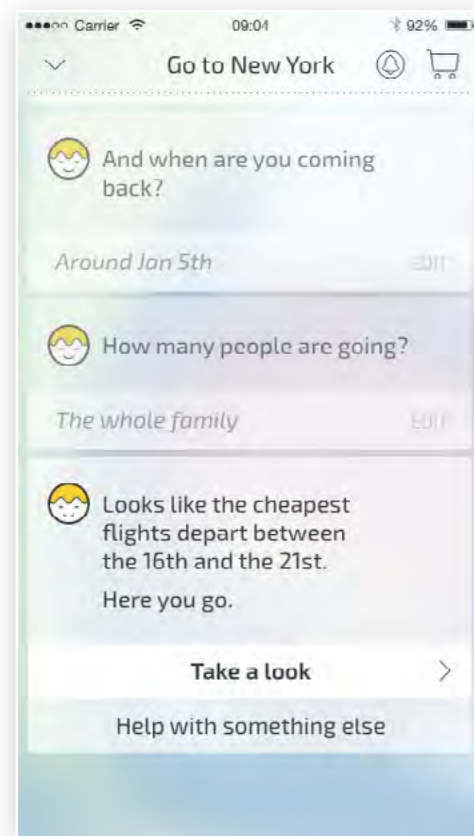 Carrier 09:04 92%
Go to New York
And when are you coming
back?
Around Jan 5th EDIT
How many people are going?
The whole family EDIT
Looks like the cheapest
flights depart between
the 16th and the 21st.
Here you go.
Take a look
Help with something else